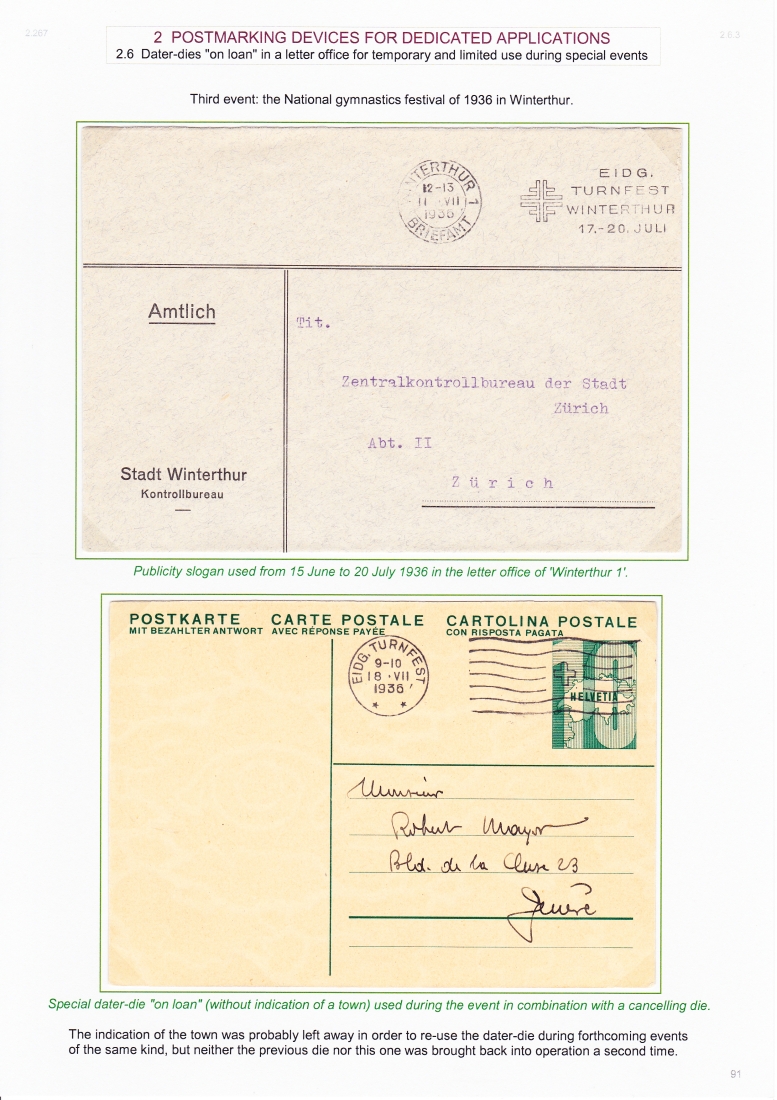 2.267
2 POSTMARKING DEVICES FOR DEDICATED APPLICATIONS
2.6.3
2.6 Dater-dies "on loan" in a letter office for temporary and limited use during special events
Third event: the National gymnastics festival of 1936 in Winterthur.
WINTERTHUR 1
12-13
11 ·VII
1936
BRIEFAMT
EIDG.
TURNFEST
WINTERTHUR
17.-20. JULI
Amtlich
Tit.
Zentralkontrollbureau der Stadt
Zürich
Abt. II
Zürich
Stadt Winterthur
Kontrollbureau
Publicity slogan used from 15 June to 20 July 1936 in the letter office of 'Winterthur 1'.
POSTKARTE CARTE POSTALE CARTOLINA POSTALE
MIT BEZAHLTER ANTWORT AVEC RÉPONSE PAYÉE CON RISPOSTA PAGATA
EIDG. TURNFEST
9-10
18 ·VII
1936
* *
HELVETIA
Monsieur
Robert Mayor
Bld. de la Cluse 23
Genève
Special dater-die "on loan" (without indication of a town) used during the event in combination with a cancelling die.
The indication of the town was probably left away in order to re-use the dater-die during forthcoming events
of the same kind, but neither the previous die nor this one was brought back into operation a second time.
91